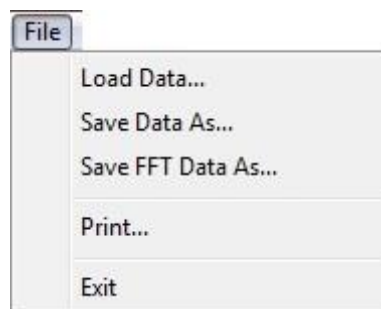 File
Load Data...
Save Data As...
Save FFT Data As...
Print...
Exit